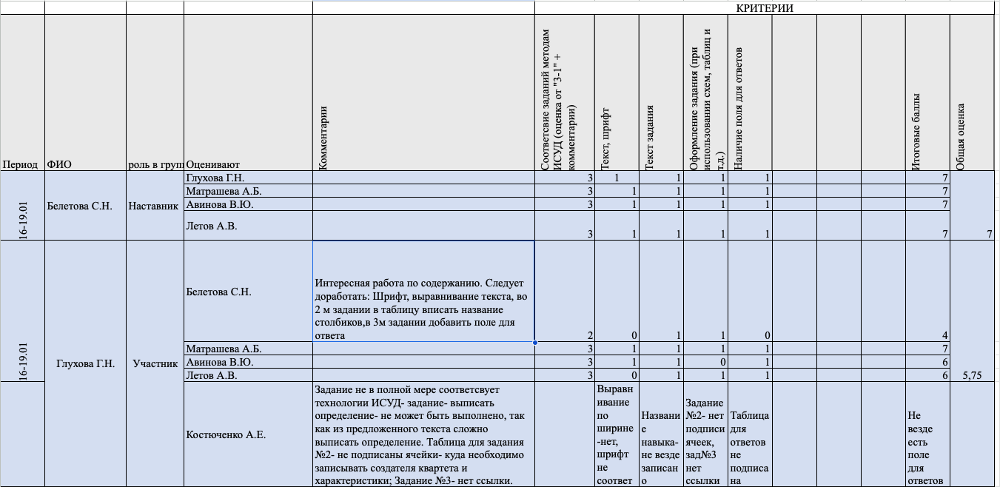 КРИТЕРИИ
Период
ФИО
роль в груп
Оценивают
Комментарии
Соответсвие заданий методам
ИСУД (оценка от "3-1" +
комментарии)
Текст, шрифт
Текст задания
Оформление задания (при
использовании схем, таблиц и
т.д.)
Наличие поля для ответов
Итоговые баллы
Общая оценка
16-19.01
Белетова С.Н.
Наставник
Глухова Г.Н. 3 1 1 1 1 7
Матрашева А.Б. 3 1 1 1 1 7
Авинова В.Ю. 3 1 1 1 1 7
Летов А.В. 3 1 1 1 1 7 7
16-19.01
Глухова Г.Н.
Участник
Белетова С.Н.
Интересная работа по содержанию. Следует
доработать: Шрифт, выравнивание текста, во
2 м задании в таблицу вписать название
столбиков,в 3м задании добавить поле для
ответа
2 0 1 1 0 4
Матрашева А.Б. 3 1 1 1 1 7
Авинова В.Ю. 3 1 1 0 1 6
Летов А.В. 3 0 1 1 1 6 5,75
Костюченко А.Е.
Задание не в полной мере соответсвует
технологии ИСУД- задание- выписать
определение- не может быть выполнено, так
как из предложенного текста сложно
выписать определение. Таблица для задания
№2- не подписаны ячейки- куда необходимо
записывать создателя квартета и
характеристики; Задание №3- нет ссылки.
Выравн
ивание
по
ширине
-нет,
шрифт
не
соответ
Названи
е
навыка-
не везде
записан
о
Задание
№2- нет
подписи
ячеек,
зад№3
нет
ссылки
Таблица
для
ответов
не
подписа
на
Не
везде
есть
поле
для
ответов